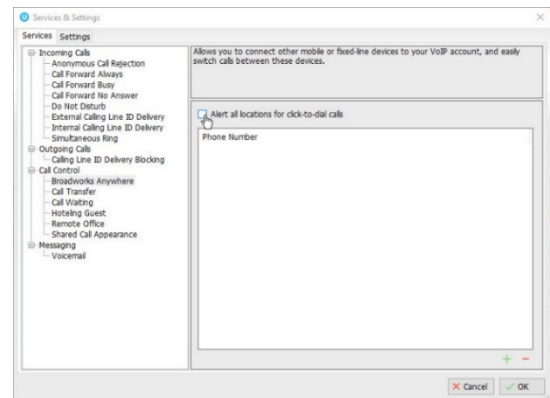 Services & Settings
Services Settings
Incoming Calls
Anonymous Call Rejection
Call Forward Always
Call Forward Busy
Call Forward No Answer
Do Not Disturb
External Calling Line ID Delivery
Internal Calling Line ID Delivery
Simultaneous Ring
Outgoing Calls
Calling Line ID Delivery Blocking
Call Control
Broadworks Anywhere
Call Transfer
Call Waiting
Hoteling Guest
Remote Office
Shared Call Appearance
Messaging
Voicemail
Allows you to connect other mobile or fixed-line devices to your VoIP account, and easily
switch calls between these devices.
Alert all locations for click-to-dial calls
Phone Number
Cancel OK